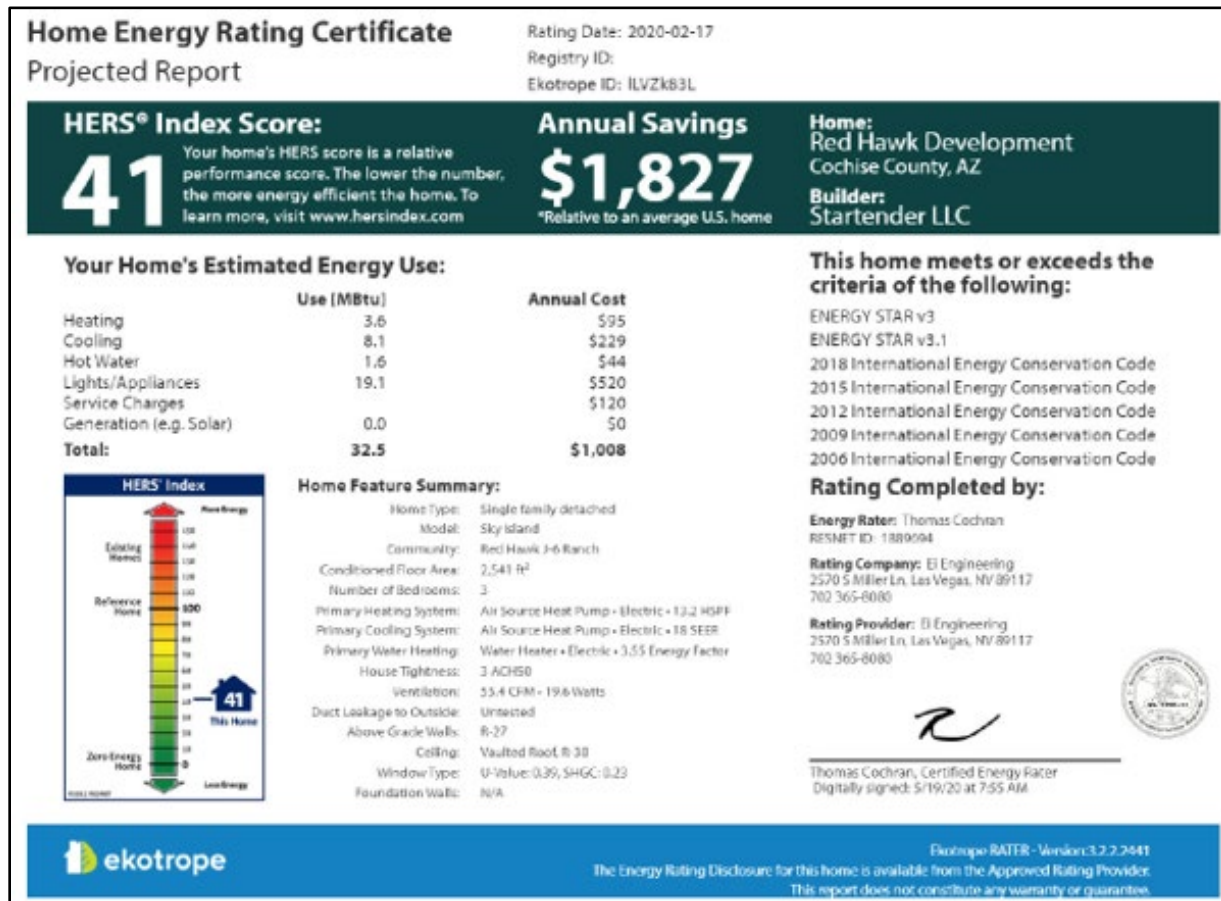 Home Energy Rating Certificate
Projected Report
Rating Date: 2020-02-17
Registry ID:
Ekotrope ID: lLVZk83L
HERS® Index Score:
41
Your home's HERS score is a relative
performance score. The lower the number,
the more energy efficient the home. To
learn more, visit www.hersindex.com
Annual Savings
$1,827
*Relative to an average U.S. home
Home:
Red Hawk Development
Cochise County, AZ
Builder:
Startender LLC
Your Home's Estimated Energy Use:
Use [MBtu] Annual Cost
Heating 3.6 $95
Cooling 8.1 $229
Hot Water 1.6 $44
Lights/Appliances 19.1 $520
Service Charges $120
Generation (e.g. Solar) 0.0 $0
Total: 32.5 $1,008
This home meets or exceeds the
criteria of the following:
ENERGY STAR v3
ENERGY STAR v3.1
2018 International Energy Conservation Code
2015 International Energy Conservation Code
2012 International Energy Conservation Code
2009 International Energy Conservation Code
2006 International Energy Conservation Code
HERS® Index
More Energy
Existing
Homes
Reference
Home
100
41
This Home
Zero Energy
Home
0
Less Energy
Home Feature Summary:
Home Type: Single family detached
Model: Sky Island
Community: Red Hawk J-6 Ranch
Conditioned Floor Area: 2,541 ft²
Number of Bedrooms: 3
Primary Heating System: Air Source Heat Pump • Electric • 13.2 HSPF
Primary Cooling System: Air Source Heat Pump • Electric • 18 SEER
Primary Water Heating: Water Heater • Electric • 3.55 Energy Factor
House Tightness: 3 ACH50
Ventilation: 55.4 CFM • 19.6 Watts
Duct Leakage to Outside: Untested
Above Grade Walls: R-27
Ceiling: Vaulted Roof, R-38
Window Type: U-Value: 0.39, SHGC: 0.23
Foundation Walls: N/A
Rating Completed by:
Energy Rater: Thomas Cochran
RESNET ID: 1889694
Rating Company: EI Engineering
2570 S Miller Ln, Las Vegas, NV 89117
702 365-8080
Rating Provider: EI Engineering
2570 S Miller Ln, Las Vegas, NV 89117
702 365-8080
Thomas Cochran, Certified Energy Rater
Digitally signed: 5/19/20 at 7:55 AM
ekotrope
Ekotrope RATER - Version:3.2.2.2441
The Energy Rating Disclosure for this home is available from the Approved Rating Provider.
This report does not constitute any warranty or guarantee.